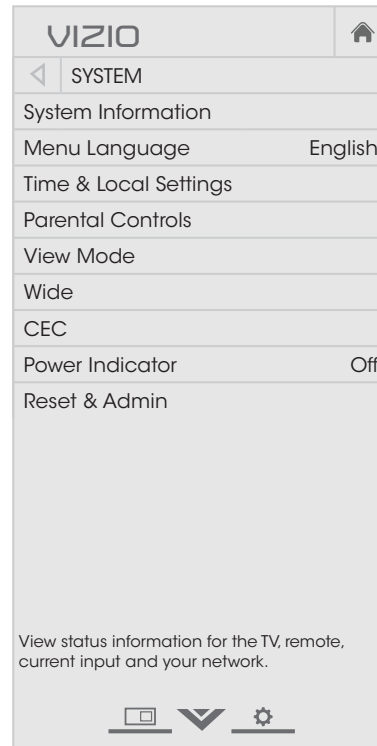 VIZIO
SYSTEM
System Information
Menu Language English
Time & Local Settings
Parental Controls
View Mode
Wide
CEC
Power Indicator Off
Reset & Admin
View status information for the TV, remote,
current input and your network.